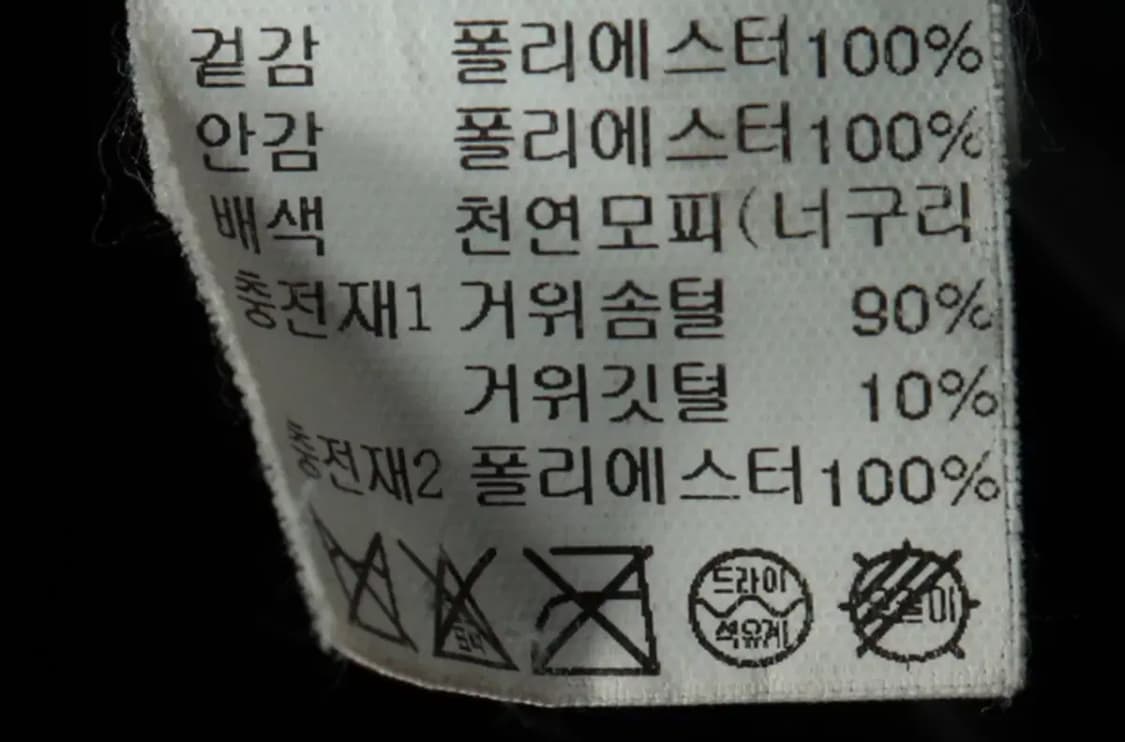 겉감 폴리에스터100%
안감 폴리에스터100%
배색 천연모피(너구리
충전재1 거위솜털 90%
거위깃털 10%
충전재2 폴리에스터100%
드라이
석유계